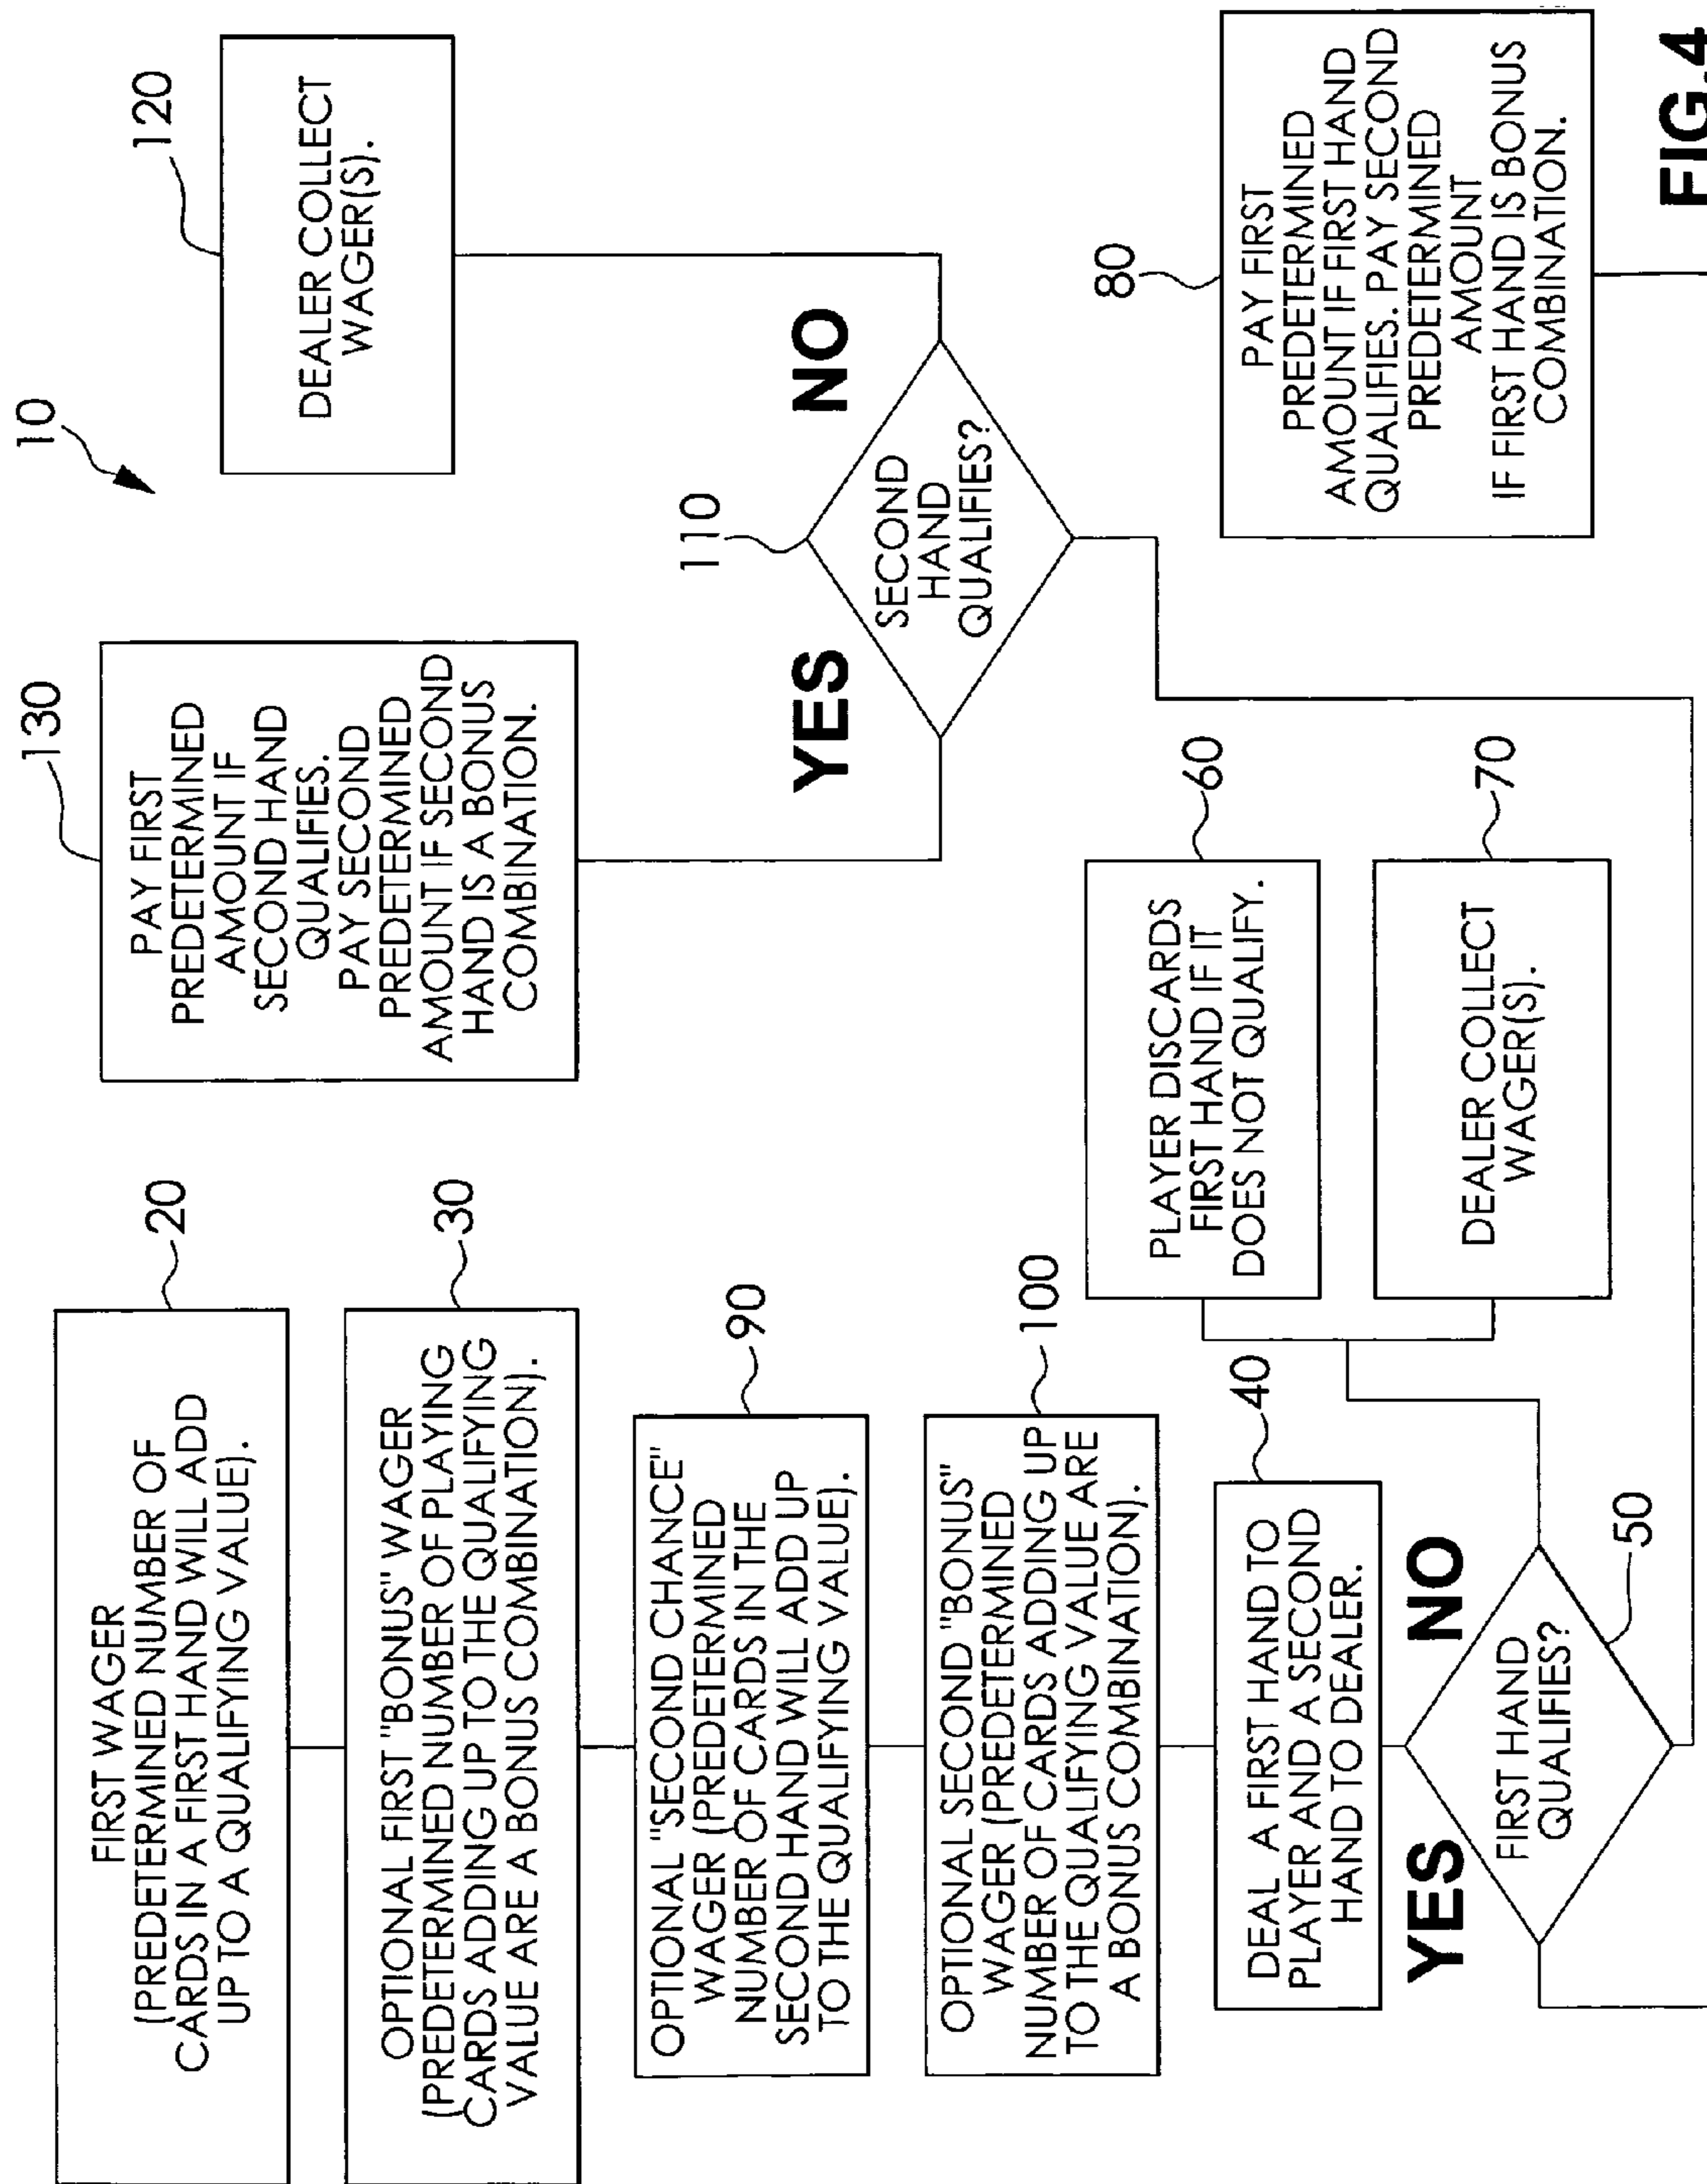 10
FIRST WAGER
(PREDETERMINED NUMBER OF
CARDS IN A FIRST HAND WILL ADD
UP TO A QUALIFYING VALUE).
20
OPTIONAL FIRST "BONUS" WAGER
(PREDETERMINED NUMBER OF PLAYING
CARDS ADDING UP TO THE QUALIFYING
VALUE ARE A BONUS COMBINATION).
30
OPTIONAL "SECOND CHANCE"
WAGER (PREDETERMINED
NUMBER OF CARDS IN THE
SECOND HAND WILL ADD UP
TO THE QUALIFYING VALUE).
90
OPTIONAL SECOND "BONUS"
WAGER (PREDETERMINED
NUMBER OF CARDS ADDING UP
TO THE QUALIFYING VALUE ARE
A BONUS COMBINATION).
100
DEAL A FIRST HAND TO
PLAYER AND A SECOND
HAND TO DEALER.
40
YES
NO
FIRST HAND
QUALIFIES?
50
PLAYER DISCARDS
FIRST HAND IF IT
DOES NOT QUALIFY.
60
DEALER COLLECT
WAGER(S).
70
PAY FIRST
PREDETERMINED
AMOUNT IF
SECOND HAND
QUALIFIES.
PAY SECOND
PREDETERMINED
AMOUNT IF SECOND
HAND IS A BONUS
COMBINATION.
130
YES
NO
SECOND
HAND
QUALIFIES?
110
DEALER COLLECT
WAGER(S).
120
PAY FIRST
PREDETERMINED
AMOUNT IF FIRST HAND
QUALIFIES. PAY SECOND
PREDETERMINED
AMOUNT
IF FIRST HAND IS BONUS
COMBINATION.
80
FIG.4